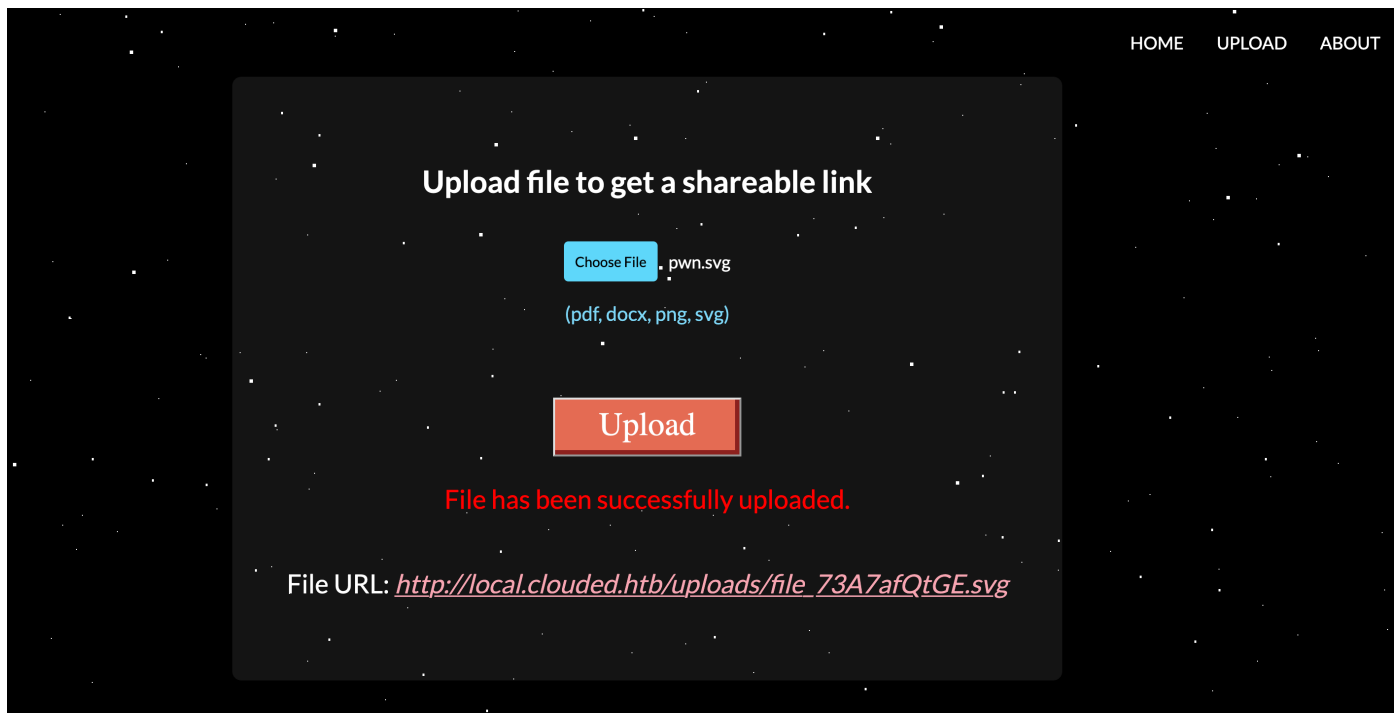 HOME UPLOAD ABOUT
Upload file to get a shareable link
Choose File pwn.svg
(pdf, docx, png, svg)
Upload
File has been successfully uploaded.
File URL: http://local.clouded.htb/uploads/file_73A7afQtGE.svg